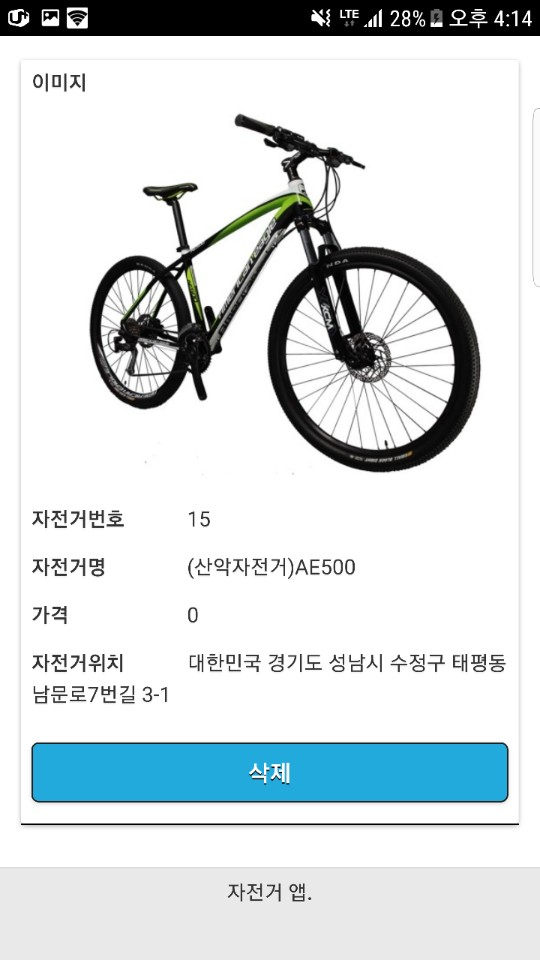 LTE 28% 오후 4:14
이미지
KCM
자전거번호 15
자전거명 (산악자전거)AE500
가격 0
자전거위치 대한민국 경기도 성남시 수정구 태평동
남문로7번길 3-1
삭제
자전거 앱.